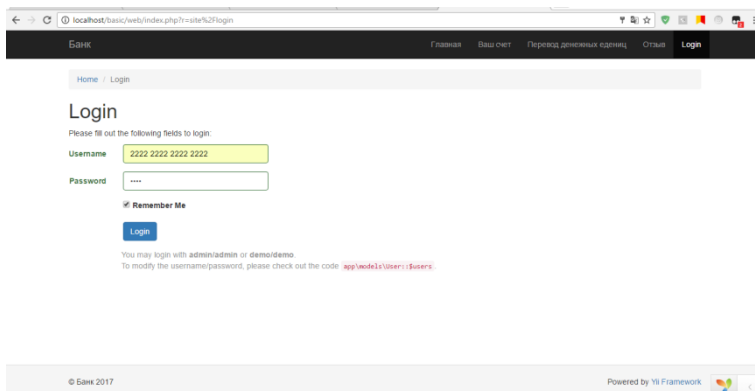 localhost/basic/web/index.php?r=site%2Flogin
Банк Главная Ваш счет Перевод денежных едениц Отзыв Login
Home / Login
Login
Please fill out the following fields to login:
Username 2222 2222 2222 2222
Password ••••
Remember Me
Login
You may login with admin/admin or demo/demo.
To modify the username/password, please check out the code app\models\User::$users.
© Банк 2017 Powered by Yii Framework